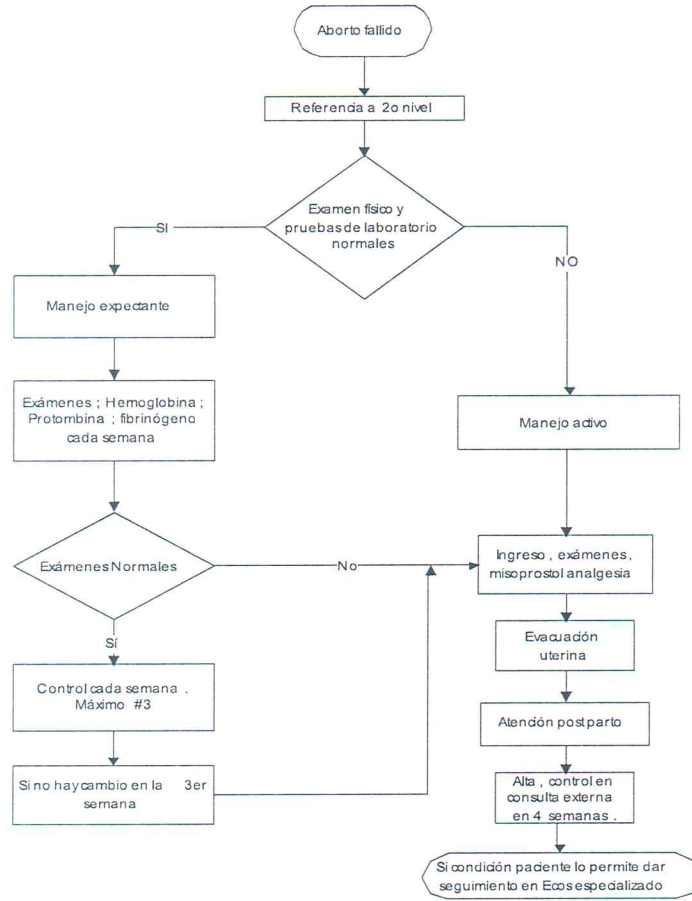 Aborto fallido
Referencia a 2o nivel
Examen físico y
pruebas de laboratorio
normales
SI
NO
Manejo expectante
Exámenes ; Hemoglobina ;
Protombina ; fibrinógeno
cada semana
Manejo activo
Exámenes Normales
No
Ingreso , exámenes,
misoprostol analgesia
Sí
Evacuación
uterina
Control cada semana .
Máximo #3
Atención postparto
Si no hay cambio en la 3er
semana
Alta , control en
consulta externa
en 4 semanas .
Si condición paciente lo permite dar
seguimiento en Ecos especializado